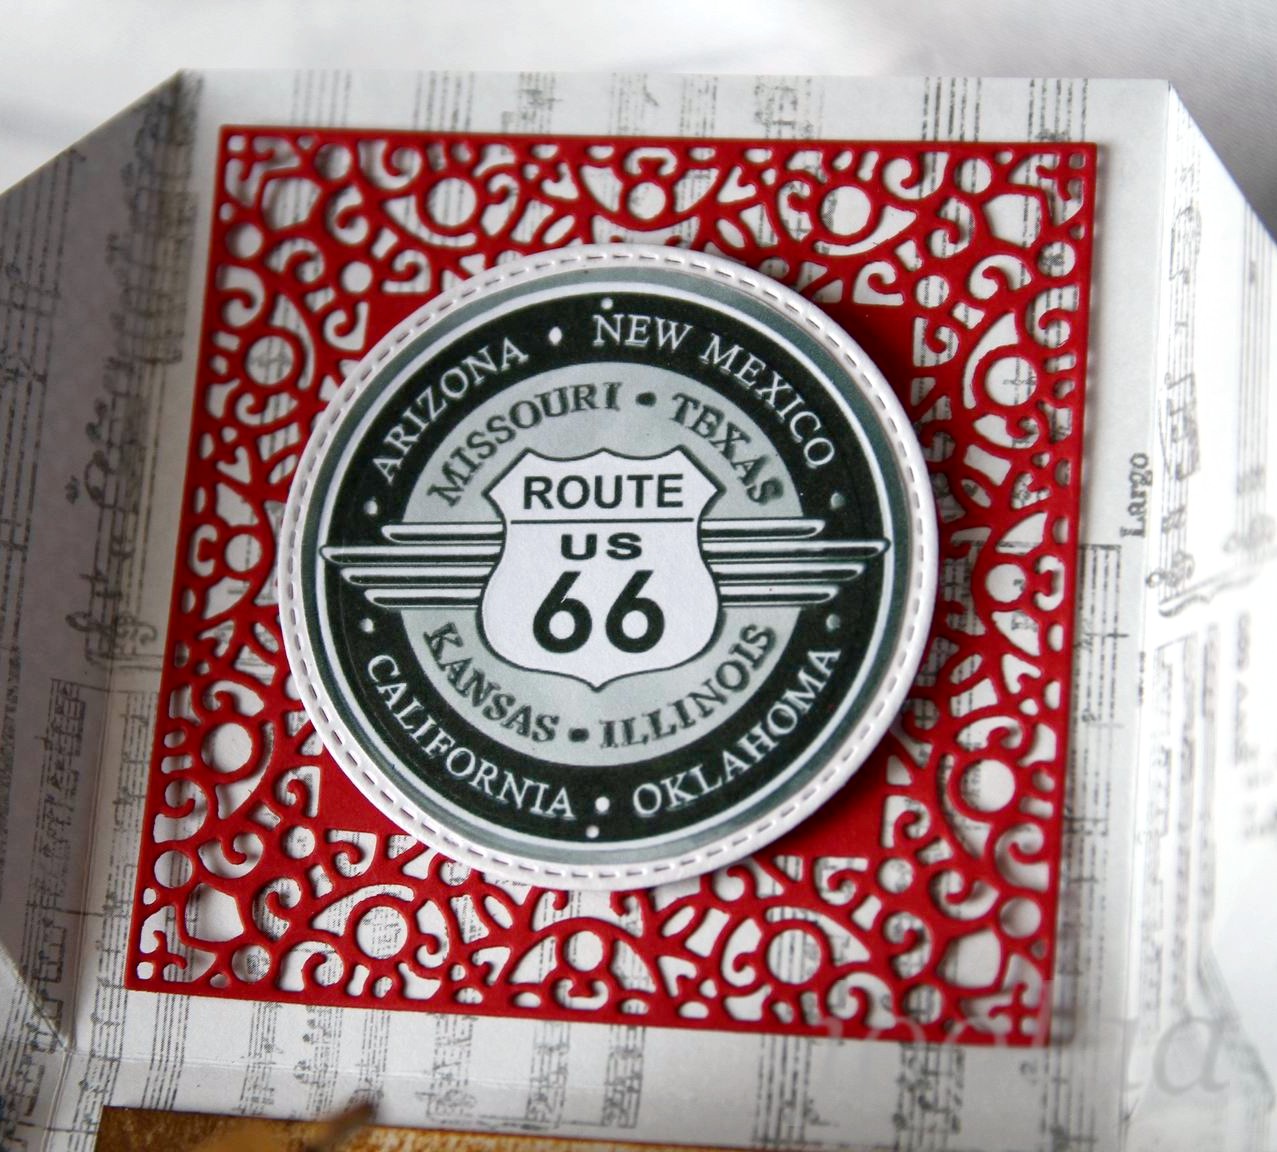 ARIZONA • NEW MEXICO
MISSOURI • TEXAS
ROUTE
US
66
KANSAS • ILLINOIS
CALIFORNIA • OKLAHOMA
Largo